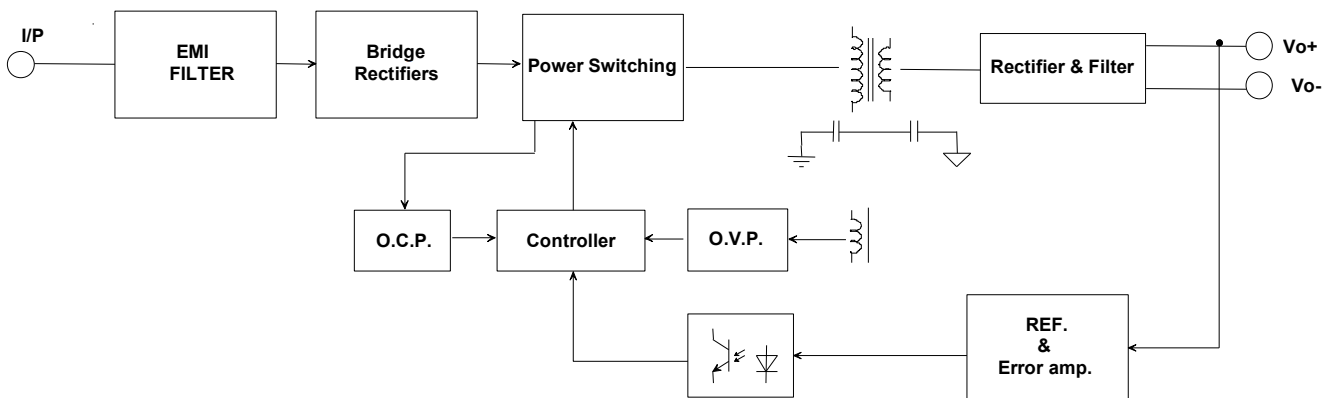 I/P
EMI
FILTER
Bridge
Rectifiers
Power Switching
Rectifier & Filter
Vo+
Vo-
O.C.P.
Controller
O.V.P.
REF.
&
Error amp.